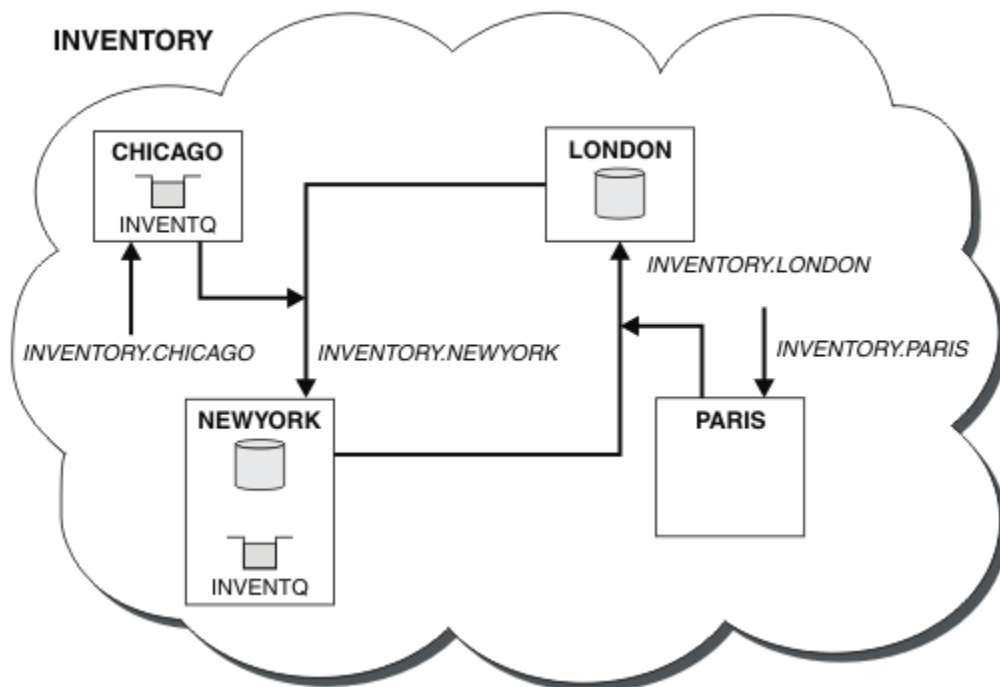 INVENTORY
CHICAGO
INVENTQ
LONDON
INVENTORY.LONDON
INVENTORY.CHICAGO
INVENTORY.NEWYORK
INVENTORY.PARIS
NEWYORK
INVENTQ
PARIS